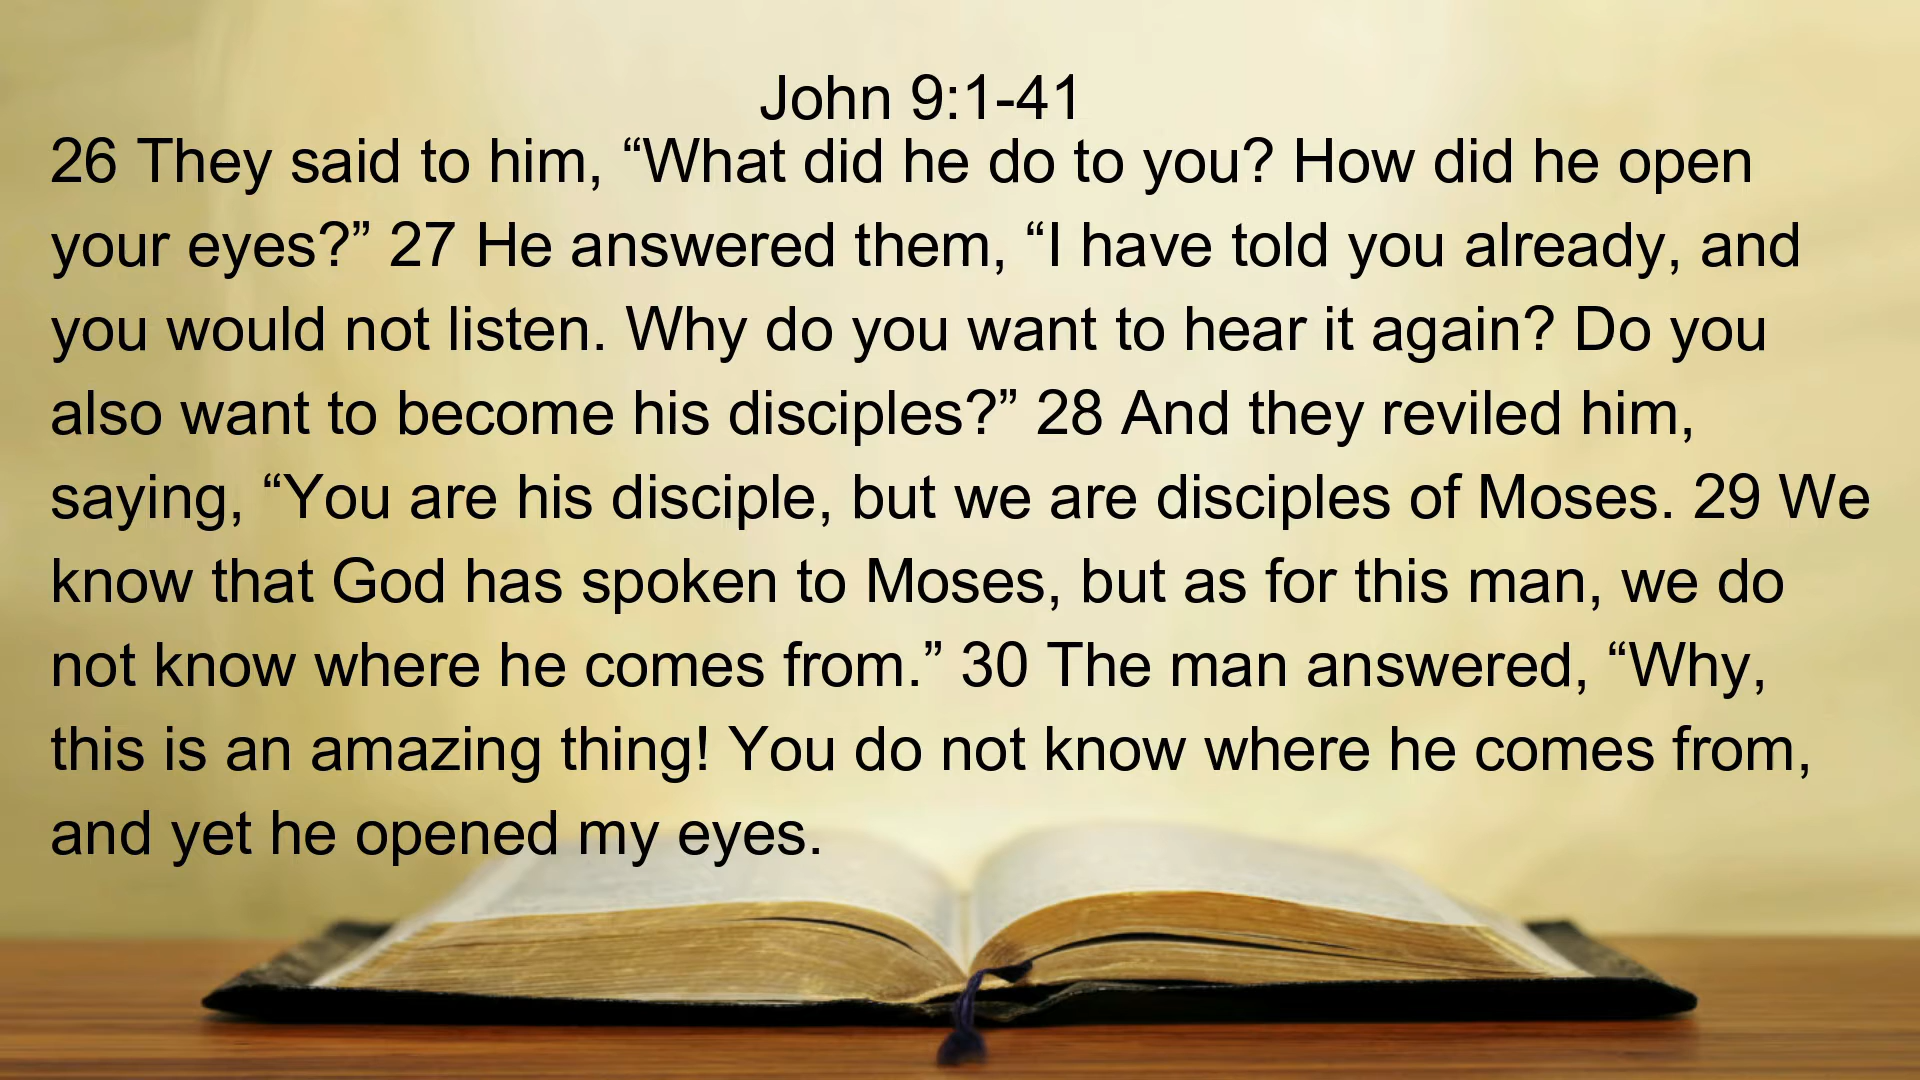 John 9:1-41
26 They said to him, “What did he do to you? How did he open
your eyes?” 27 He answered them, “I have told you already, and
you would not listen. Why do you want to hear it again? Do you
also want to become his disciples?” 28 And they reviled him,
saying, “You are his disciple, but we are disciples of Moses. 29 We
know that God has spoken to Moses, but as for this man, we do
not know where he comes from.” 30 The man answered, “Why,
this is an amazing thing! You do not know where he comes from,
and yet he opened my eyes.